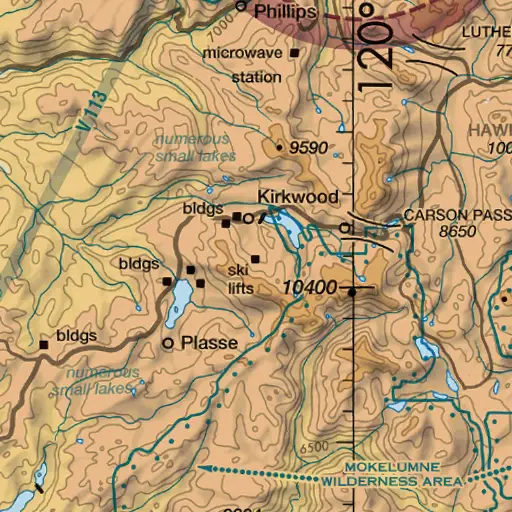 Phillips
7000
microwave
station
120°
LUTHE
77
V113
numerous
small lakes
9590
HAWK
100
bldgs
Kirkwood
CARSON PASS
8650
bldgs
ski
lifts
10400
bldgs
Plasse
numerous
small lakes
6500
MOKELUMNE
WILDERNESS AREA